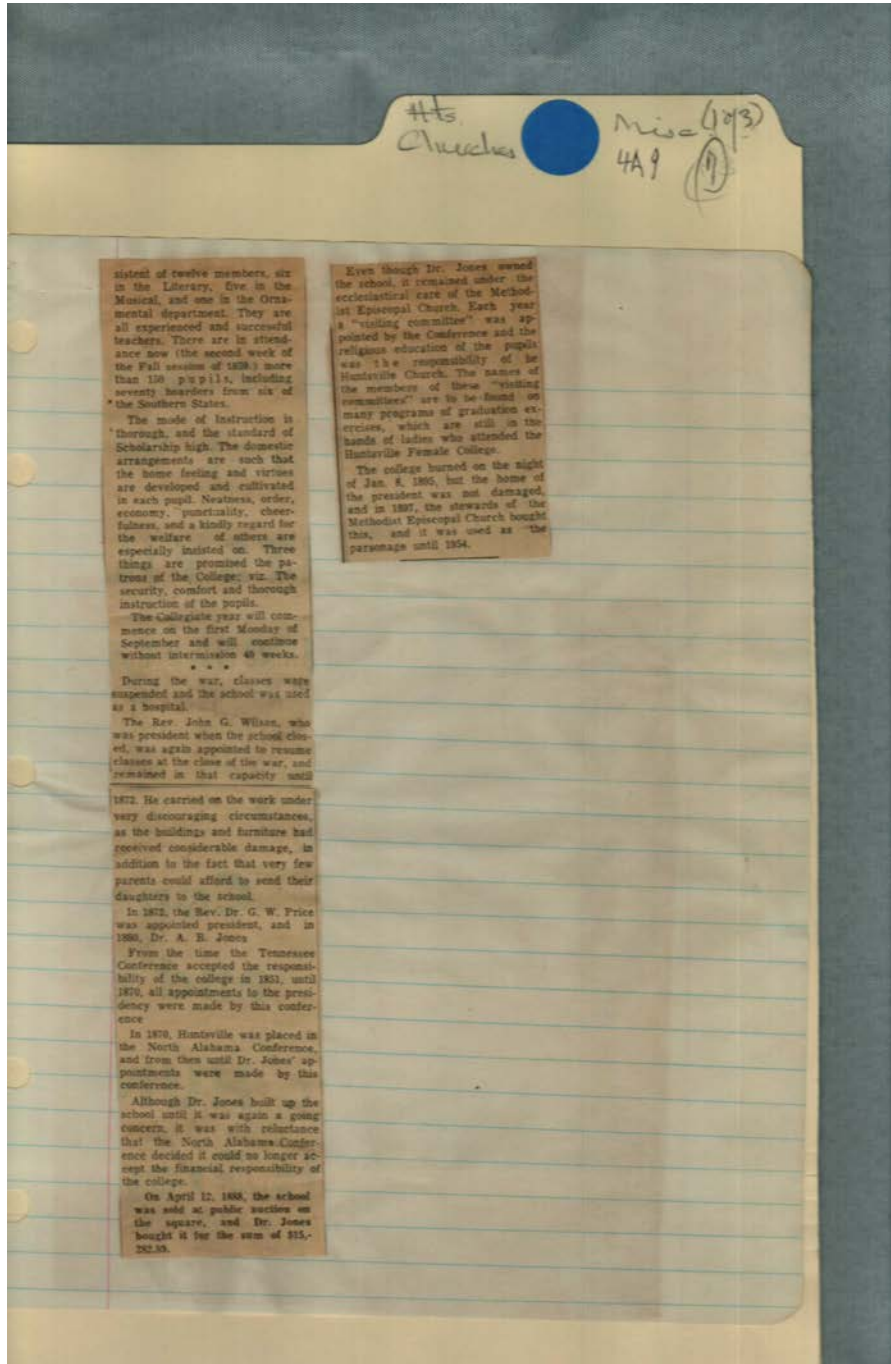 Hts.
Churches
Misc (1 of 3)
4A9
7
sistent of twelve members, six
in the Literary, five in the
Musical, and one in the Orna-
mental department. They are
all experienced and successful
teachers. There are in attend-
ance now (the second week of
the Fall session of 1859.) more
than 150 pupils, including
seventy boarders from six of
the Southern States.
The mode of Instruction is
thorough, and the standard of
Scholarship high. The domestic
arrangements are such that
the home feeling and virtues
are developed and cultivated
in each pupil. Neatness, order,
economy, punctuality, cheer-
fulness, and a kindly regard for
the welfare of others are
especially insisted on. Three
things are promised the pa-
trons of the College; viz. The
security, comfort and thorough
instruction of the pupils.
The Collegiate year will com-
mence on the first Monday of
September and will continue
without intermission 40 weeks.
* * *
During the war, classes were
suspended and the school was used
as a hospital.
The Rev. John G. Wilson, who
was president when the school clos-
ed, was again appointed to resume
classes at the close of the war, and
remained in that capacity until
1872. He carried on the work under
very discouraging circumstances,
as the buildings and furniture had
received considerable damage, in
addition to the fact that very few
parents could afford to send their
daughters to the school.
In 1872, the Rev. Dr. G. W. Price
was appointed president, and in
1880, Dr. A. B. Jones
From the time the Tennessee
Conference accepted the responsi-
bility of the college in 1851, until
1870, all appointments to the presi-
dency were made by this confer-
ence
In 1870, Huntsville was placed in
the North Alabama Conference,
and from then until Dr. Jones' ap-
pointments were made by this
conference.
Although Dr. Jones built up the
school until it was again a going
concern, it was with reluctance
that the North Alabama Confer-
ence decided it could no longer ac-
cept the financial responsibility of
the college.
On April 12, 1888, the school
was sold at public auction on
the square, and Dr. Jones
bought it for the sum of $15,-
Even though Dr. Jones owned
the school, it remained under the
ecclesiastical care of the Method-
ist Episcopal Church. Each year
a "visiting committee" was ap-
pointed by the Conference and the
religious education of the pupils
was the responsibility of he
Huntsville Church. The names of
the members of these "visiting
committees" are to be found on
many programs of graduation ex-
ercises, which are still in the
hands of ladies who attended the
Huntsville Female College.
The college burned on the night
of Jan. 8, 1895, but the home of
the president was not damaged,
and in 1897, the stewards of the
Methodist Episcopal Church bought
this, and it was used as the
parsonage until 1954.